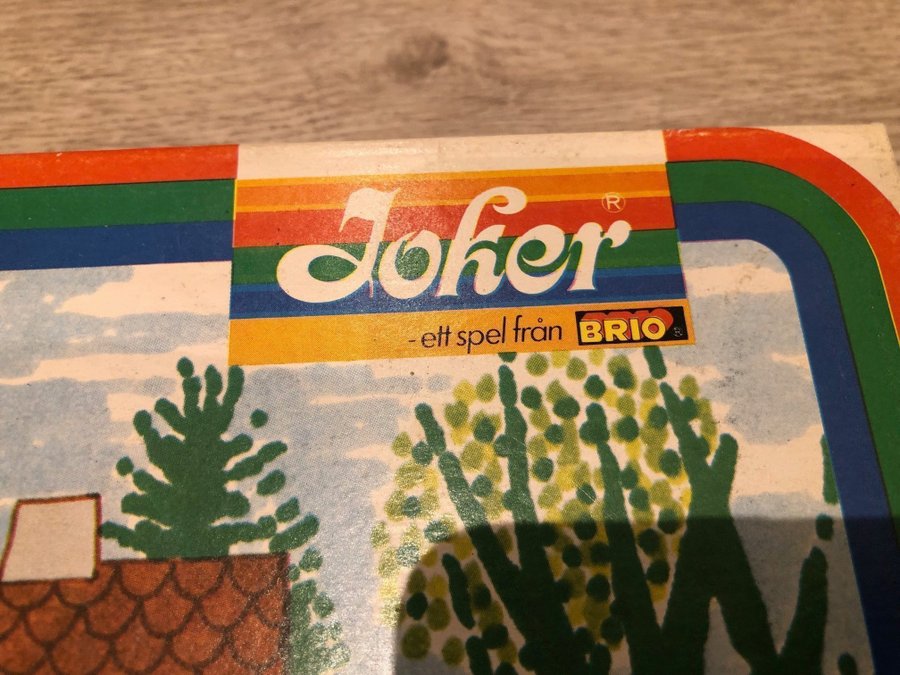 Joker ®
- ett spel från BRIO ®